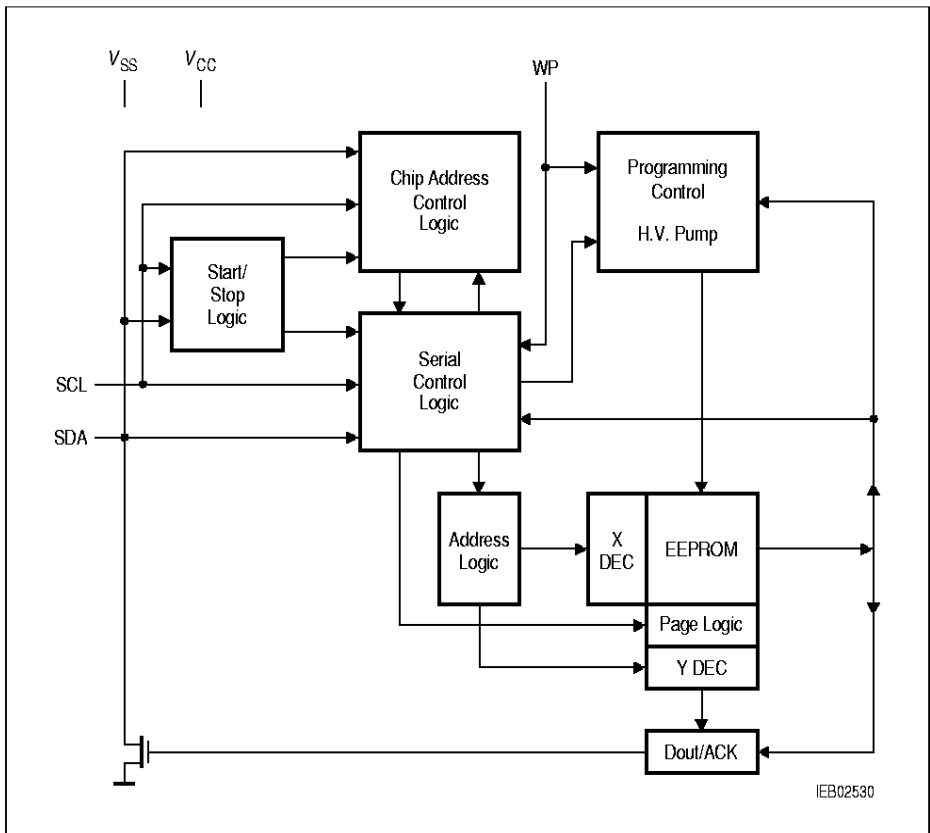 VSS
VCC
WP
Chip Address
Control
Logic
Programming
Control
H.V. Pump
Start/
Stop
Logic
Serial
Control
Logic
SCL
SDA
Address
Logic
X
DEC
EEPROM
Page Logic
Y DEC
Dout/ACK
IEB02530